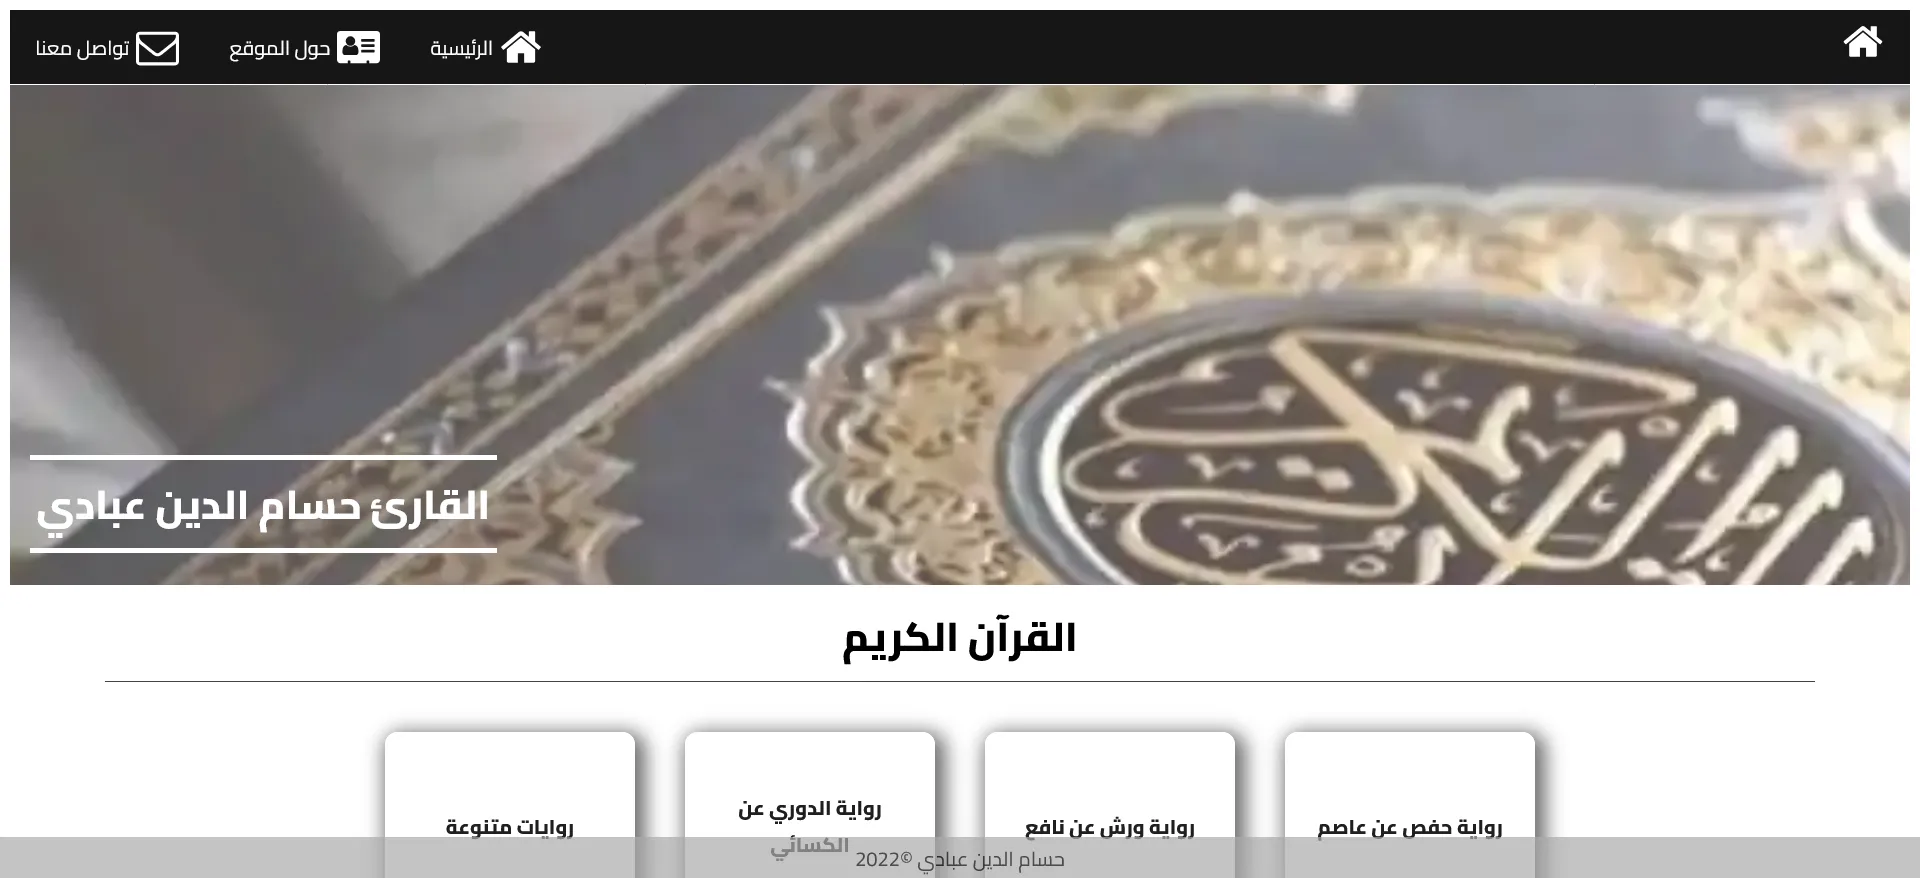 الرئيسية
حول الموقع
تواصل معنا
القارئ حسام الدين عبادي
القرآن الكريم
رواية حفص عن عاصم
رواية ورش عن نافع
رواية الدوري عن
الكسائي
روايات متنوعة
حسام الدين عبادي ©2022